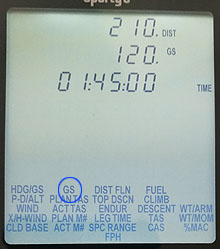 210. DIST
120. GS
01:45:00 TIME
HDG/GS GS DIST FLN FUEL
P-D/ALT PLANTAS TOP DSCN CLIMB
WIND ACT TAS ENDUR DESCENT WT/ARM
X/H-WIND PLAN M# LEG TIME TAS WT/MOM
CLD BASE ACT M# SPC RANGE CAS %MAC
FPH